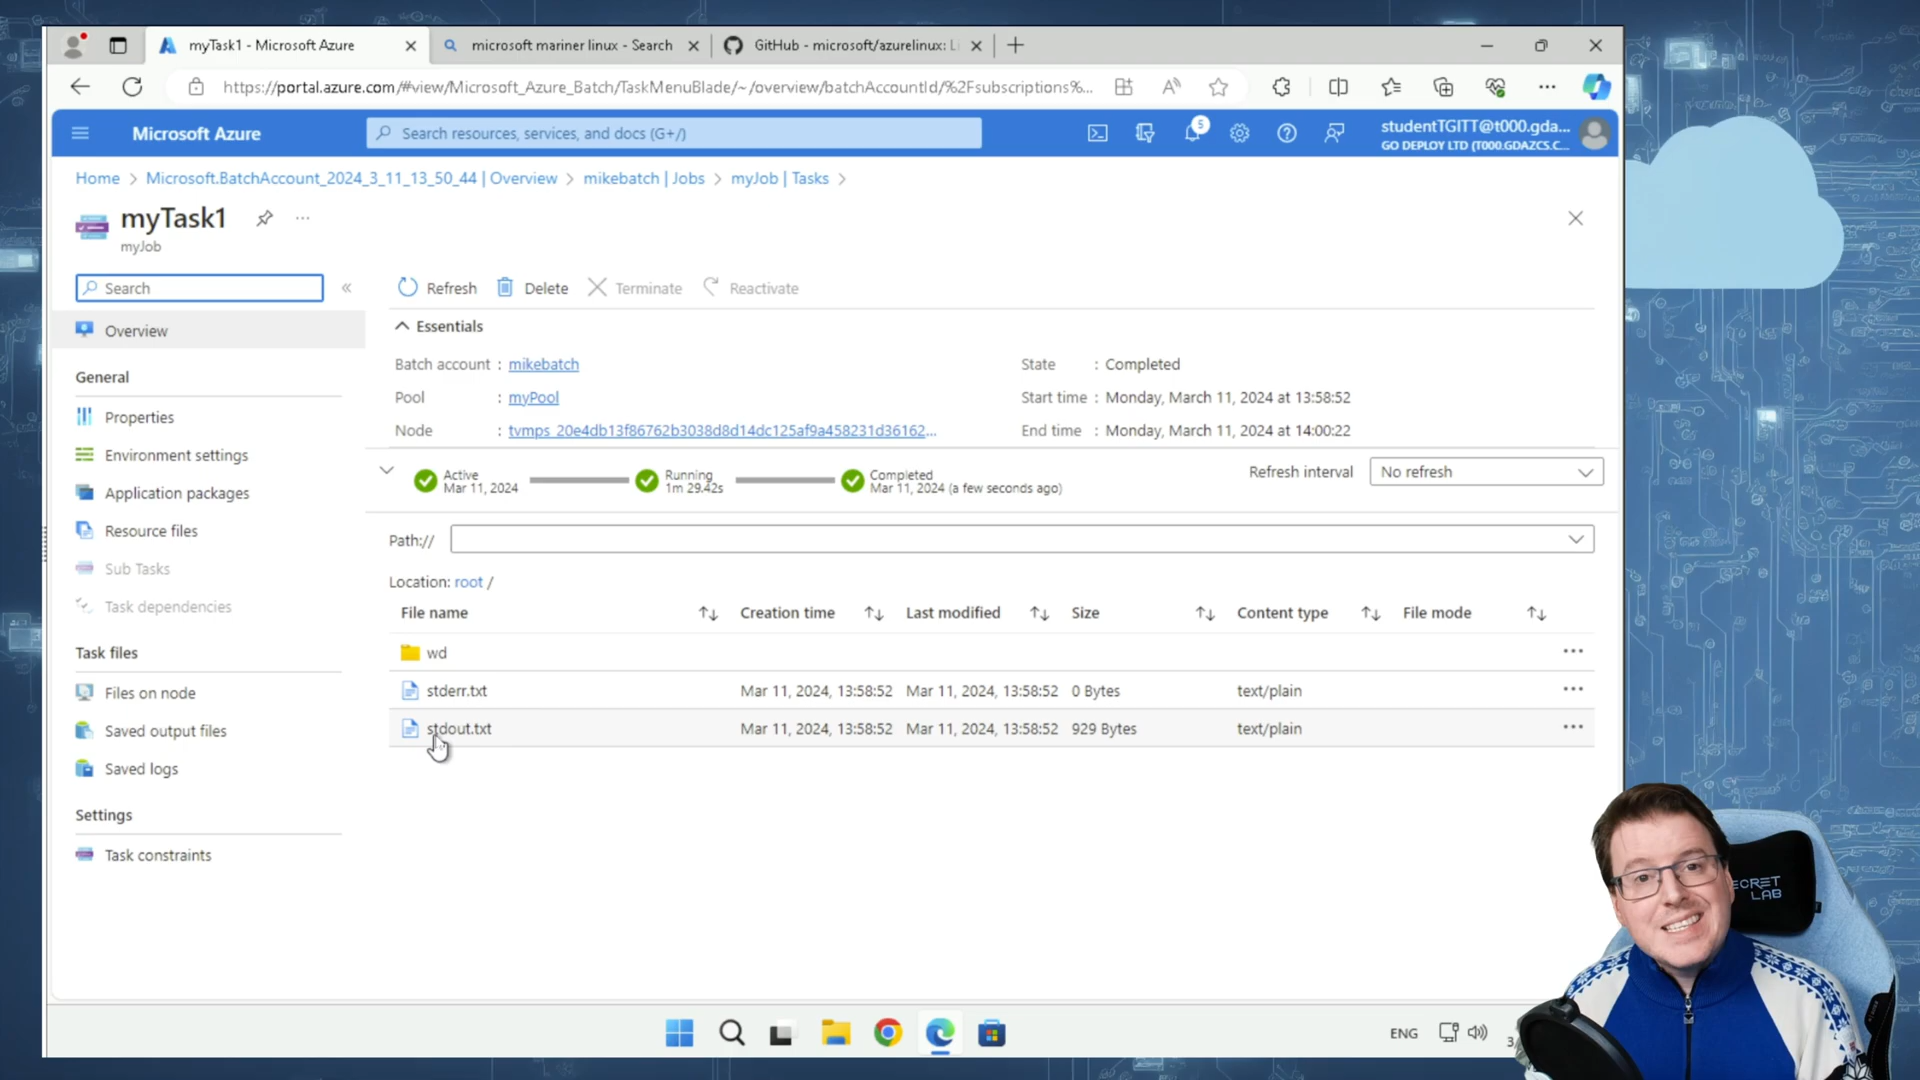 myTask1 - Microsoft Azure
microsoft mariner linux - Search
GitHub - microsoft/azurelinux: Li
https://portal.azure.com/#view/Microsoft_Azure_Batch/TaskMenuBlade/~/overview/batchAccountId/%2Fsubscriptions%...
Microsoft Azure
Search resources, services, and docs (G+/)
5
studentTGITT@t000.gda...
GO DEPLOY LTD (T000.GDAZCS.C...
Home > Microsoft.BatchAccount_2024_3_11_13_50_44 | Overview > mikebatch | Jobs > myJob | Tasks >
myTask1
...
myJob
Search
«
Refresh
Delete
Terminate
Reactivate
Overview
Essentials
Batch account : mikebatch
State : Completed
General
Pool : myPool
Start time : Monday, March 11, 2024 at 13:58:52
Properties
Node : tvmps_20e4db13f86762b3038d8d14dc125af9a458231d36162...
End time : Monday, March 11, 2024 at 14:00:22
Environment settings
Active
Mar 11, 2024
Running
1m 29.42s
Completed
Mar 11, 2024 (a few seconds ago)
Refresh interval
No refresh
Application packages
Resource files
Path://
Sub Tasks
Location: root /
Task dependencies
File name
Creation time
Last modified
Size
Content type
File mode
Task files
wd
...
Files on node
stderr.txt
Mar 11, 2024, 13:58:52
Mar 11, 2024, 13:58:52
0 Bytes
text/plain
...
Saved output files
stdout.txt
Mar 11, 2024, 13:58:52
Mar 11, 2024, 13:58:52
929 Bytes
text/plain
...
Saved logs
Settings
Task constraints
ECRET
LAB
ENG
3